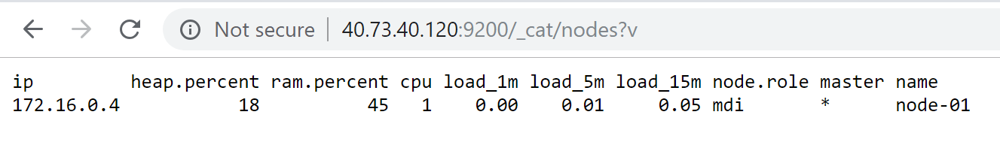 Not secure 40.73.40.120:9200/_cat/nodes?v
ip heap.percent ram.percent cpu load_1m load_5m load_15m node.role master name
172.16.0.4 18 45 1 0.00 0.01 0.05 mdi * node-01